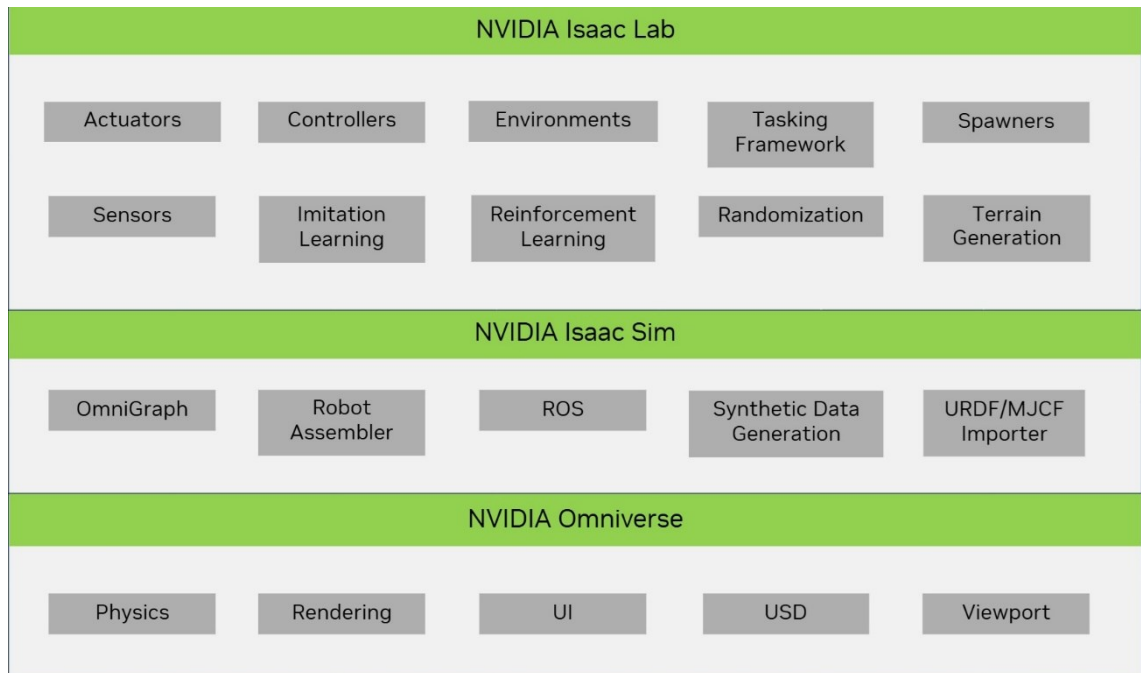 NVIDIA Isaac Lab
Actuators
Controllers
Environments
Tasking
Framework
Spawners
Sensors
Imitation
Learning
Reinforcement
Learning
Randomization
Terrain
Generation
NVIDIA Isaac Sim
OmniGraph
Robot
Assembler
ROS
Synthetic Data
Generation
URDF/MJCF
Importer
NVIDIA Omniverse
Physics
Rendering
UI
USD
Viewport